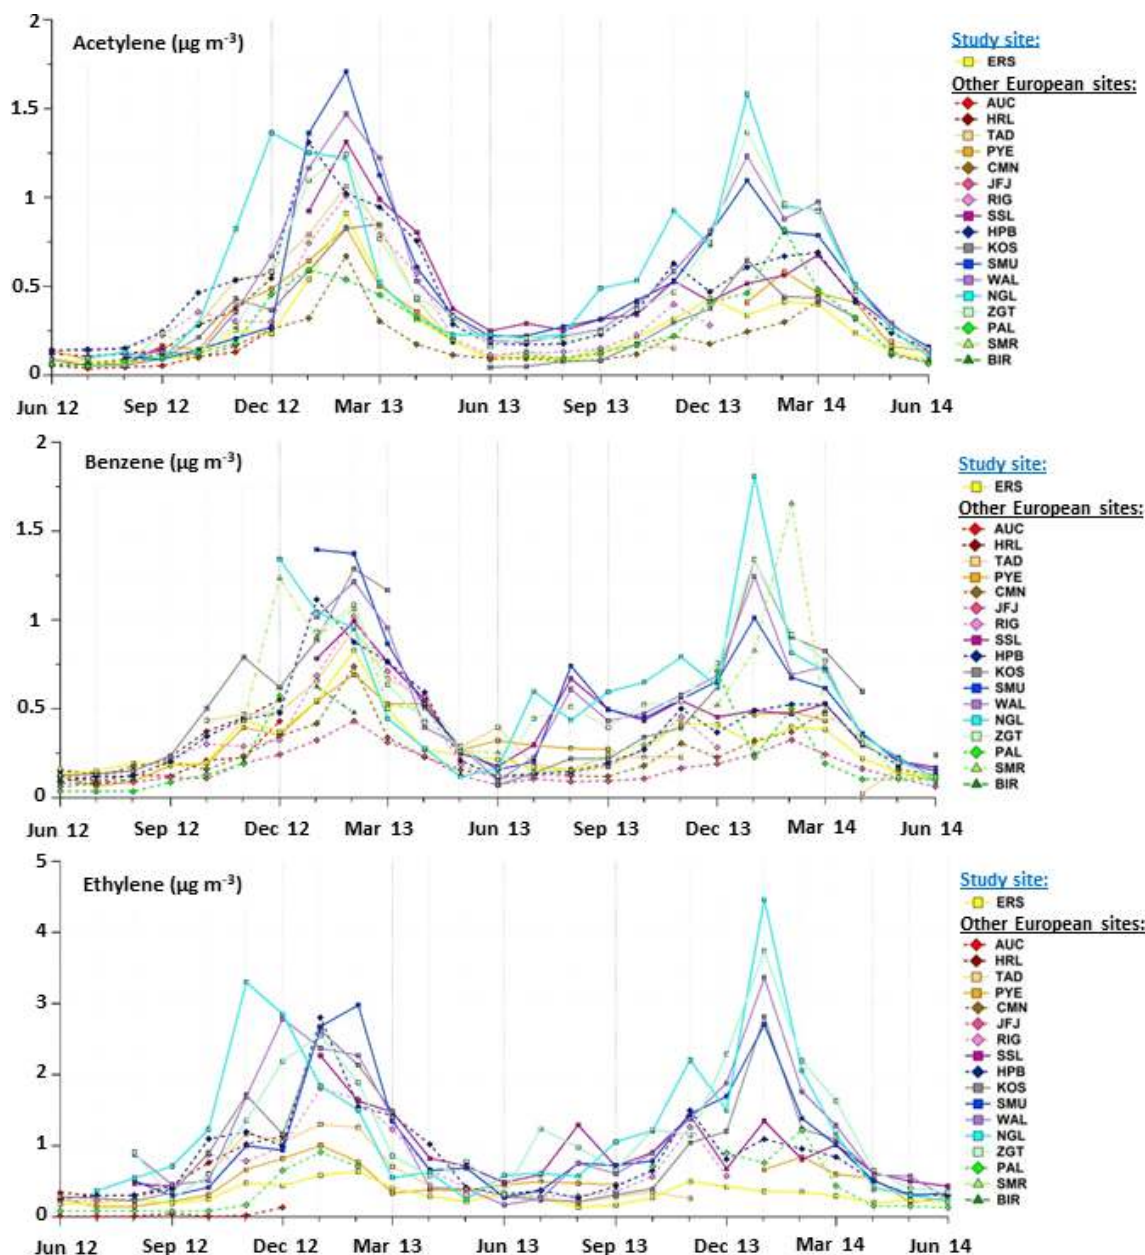 2
Acetylene (µg m-3)
1.5
1
0.5
0
Jun 12 Sep 12 Dec 12 Mar 13 Jun 13 Sep 13 Dec 13 Mar 14 Jun 14
Study site:
ERS
Other European sites:
AUC
HRL
TAD
PYE
CMN
JFJ
RIG
SSL
HPB
KOS
SMU
WAL
NGL
ZGT
PAL
SMR
BIR
2
Benzene (µg m-3)
1.5
1
0.5
0
Jun 12 Sep 12 Dec 12 Mar 13 Jun 13 Sep 13 Dec 13 Mar 14 Jun 14
Study site:
ERS
Other European sites:
AUC
HRL
TAD
PYE
CMN
JFJ
RIG
SSL
HPB
KOS
SMU
WAL
NGL
ZGT
PAL
SMR
BIR
5
Ethylene (µg m-3)
4
3
2
1
0
Jun 12 Sep 12 Dec 12 Mar 13 Jun 13 Sep 13 Dec 13 Mar 14 Jun 14
Study site:
ERS
Other European sites:
AUC
HRL
TAD
PYE
CMN
JFJ
RIG
SSL
HPB
KOS
SMU
WAL
NGL
ZGT
PAL
SMR
BIR